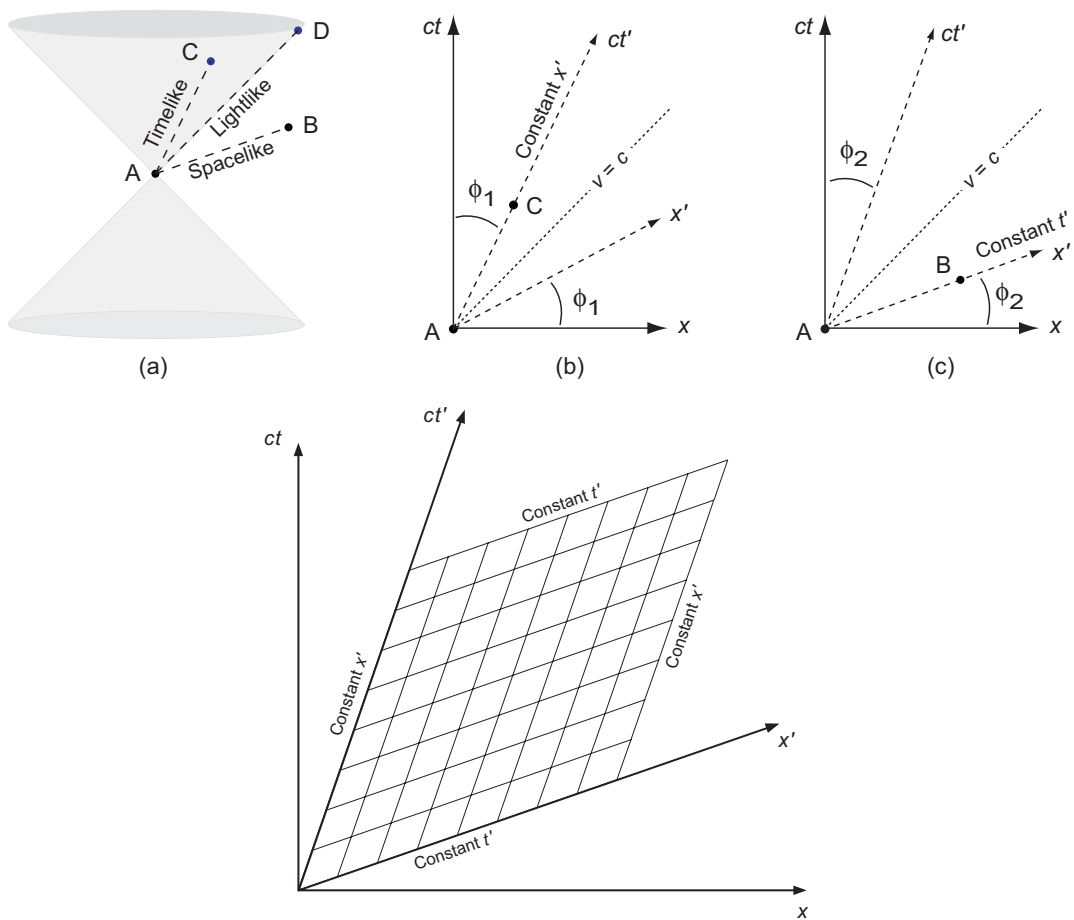 D
C
Timelike
Lightlike
B
A
Spacelike
(a)
ct
ct'
Constant x'
v = c
ϕ1
C
x'
ϕ1
A
x
(b)
ct
ct'
ϕ2
v = c
Constant t'
B
x'
ϕ2
A
x
(c)
ct
ct'
Constant t'
Constant x'
Constant x'
x'
Constant t'
x